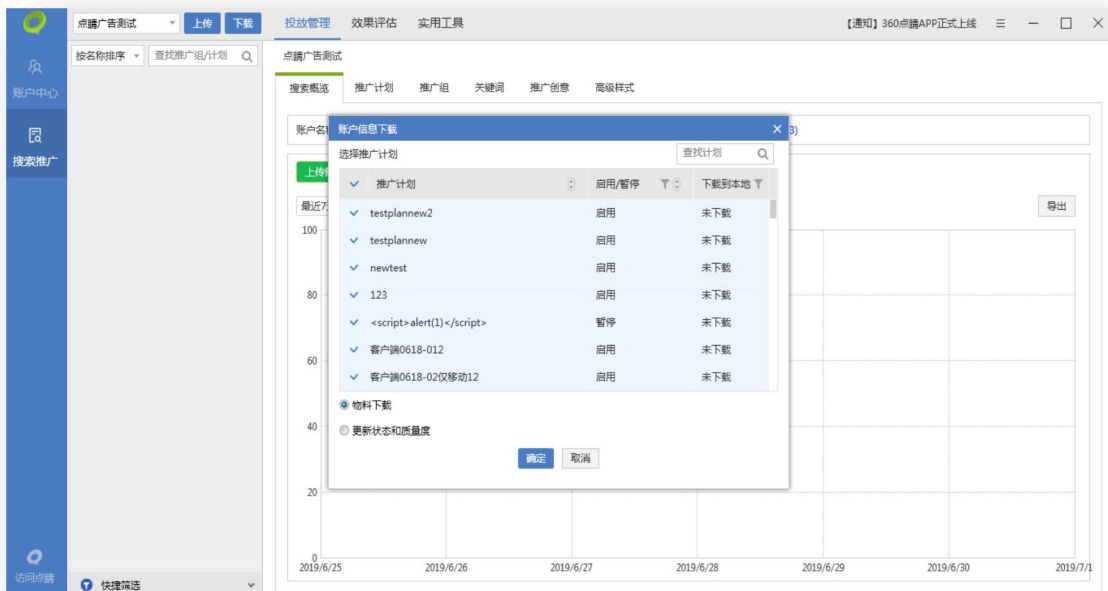 点睛广告测试 上传 下载 投放管理 效果评估 实用工具 【通知】360点睛APP正式上线
按名称排序 查找推广组/计划
点睛广告测试
账户中心
搜索推广
搜索概览 推广计划 推广组 关键词 推广创意 高级样式
账户名 3)
账户信息下载
选择推广计划 查找计划
上传
推广计划 启用/暂停 下载到本地
最近7 导出
testplannew2 启用 未下载
testplannew 启用 未下载
newtest 启用 未下载
123 启用 未下载
<script>alert(1)</script> 暂停 未下载
客户端0618-012 启用 未下载
客户端0618-02仅移动12 启用 未下载
物料下载
更新状态和质量度
确定 取消
100
80
60
40
20
0
2019/6/25 2019/6/26 2019/6/27 2019/6/28 2019/6/29 2019/6/30 2019/7/1
访问点睛
快捷筛选